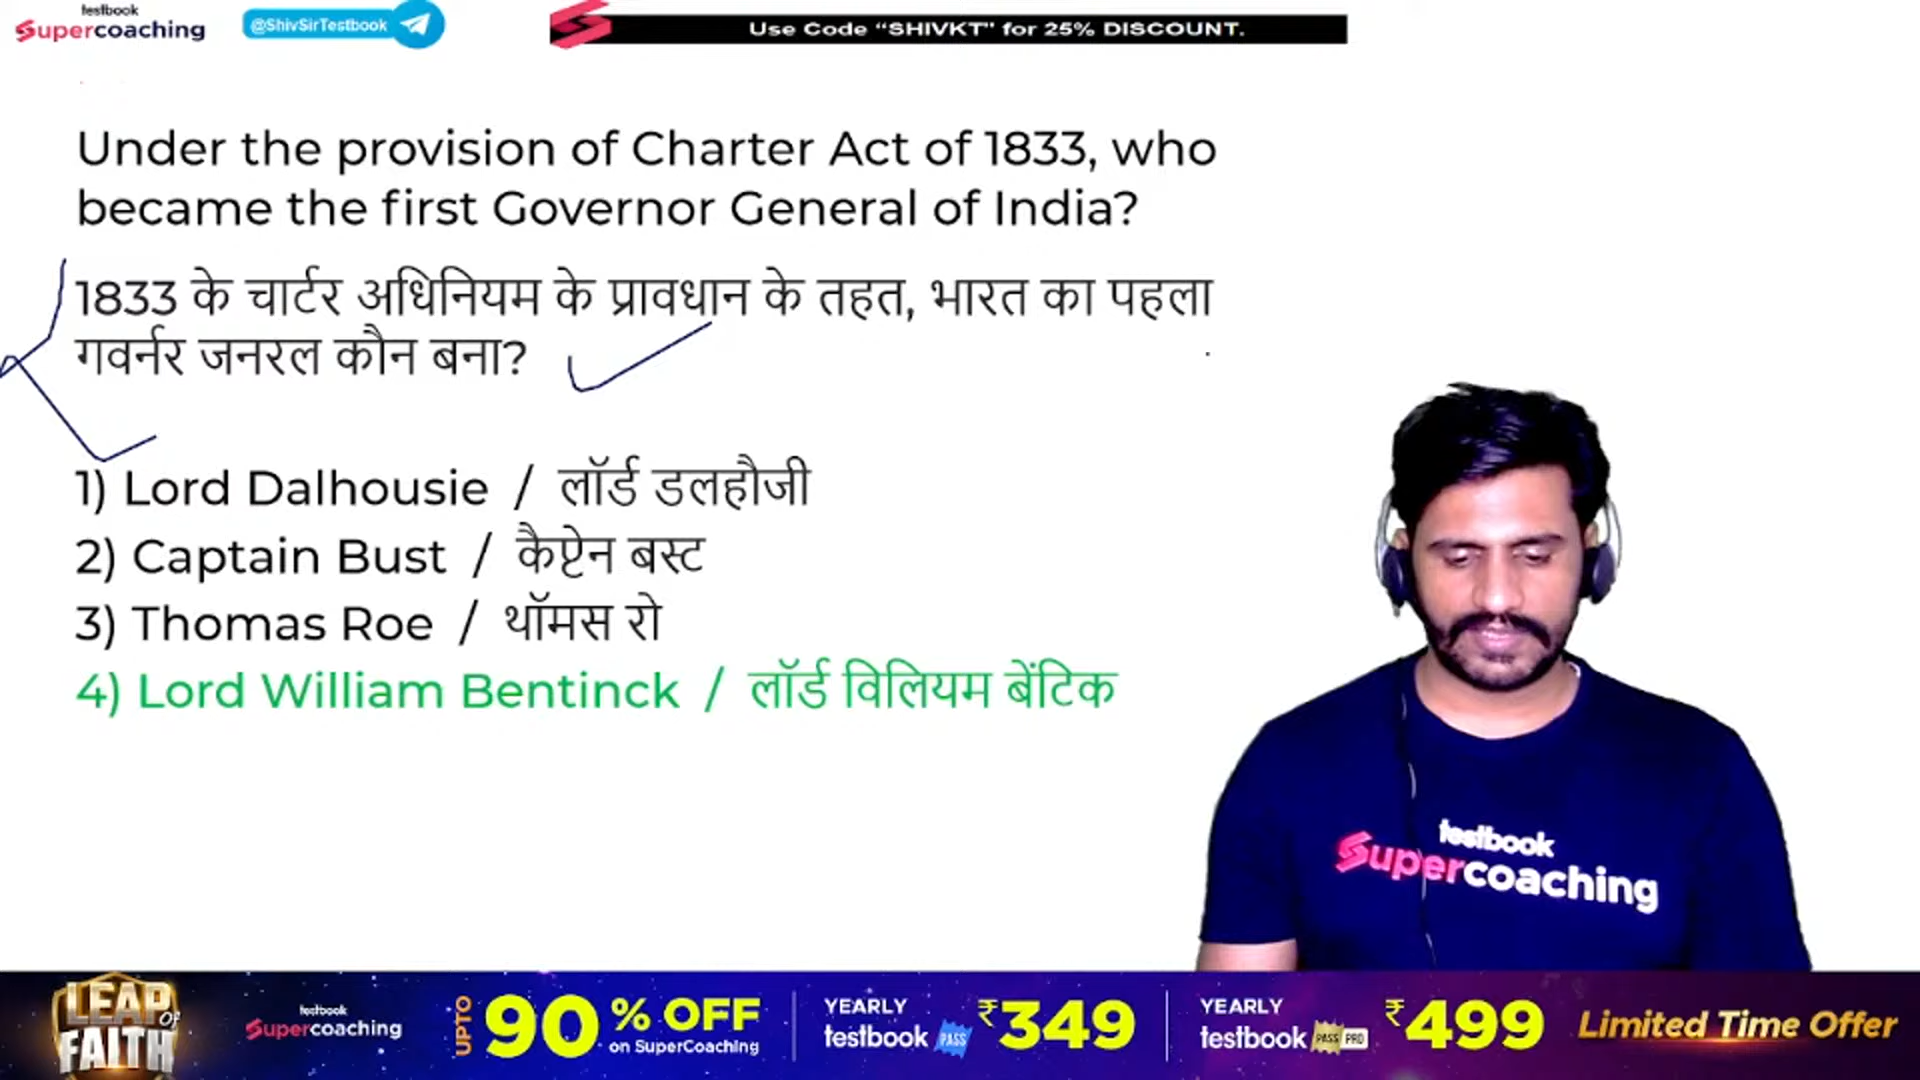 testbook
Supercoaching
@ShivSirTestbook
Use Code “SHIVKT” for 25% DISCOUNT.
Under the provision of Charter Act of 1833, who
became the first Governor General of India?
1833 के चार्टर अधिनियम के प्रावधान के तहत, भारत का पहला
गवर्नर जनरल कौन बना?
1) Lord Dalhousie / लॉर्ड डलहौजी
2) Captain Bust / कैप्टेन बस्ट
3) Thomas Roe / थॉमस रो
4) Lord William Bentinck / लॉर्ड विलियम बेंटिक
testbook
Supercoaching
LEAP OF
FAITH
testbook
Supercoaching
UPTO 90% OFF
on SuperCoaching
YEARLY
testbook PASS ₹349
YEARLY
testbook PASS PRO ₹499
Limited Time Offer